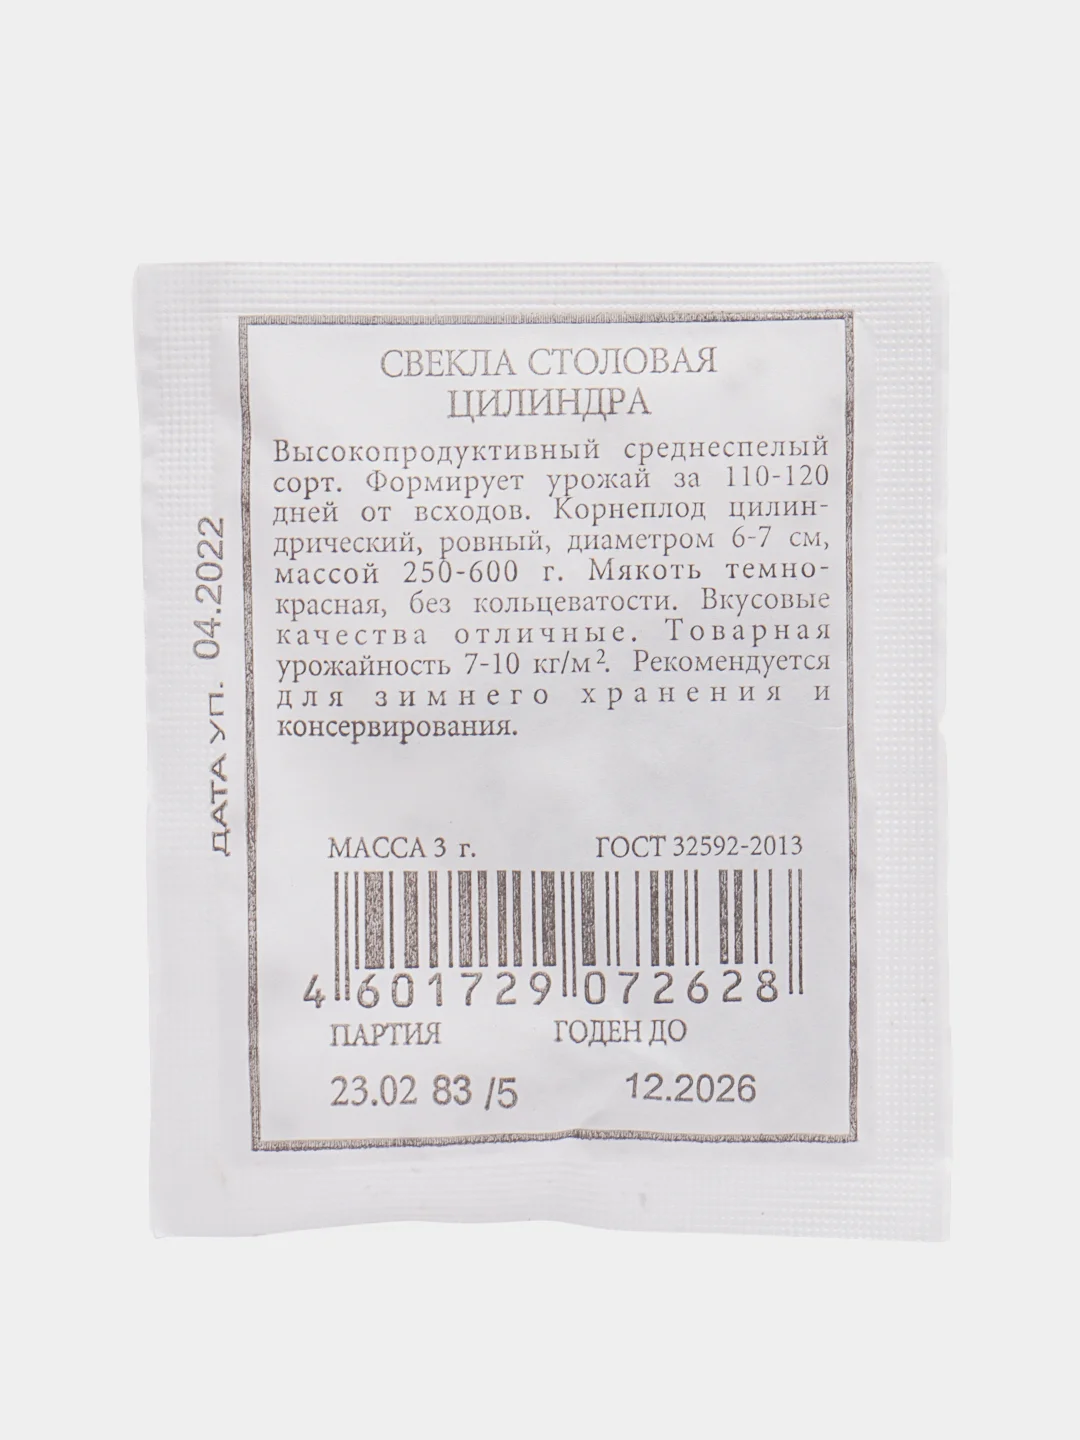 СВЕКЛА СТОЛОВАЯ
ЦИЛИНДРА
Высокопродуктивный среднеспелый
сорт. Формирует урожай за 110-120
дней от всходов. Корнеплод цилин-
дрический, ровный, диаметром 6-7 см,
массой 250-600 г. Мякоть темно-
красная, без кольцеватости. Вкусовые
качества отличные. Товарная
урожайность 7-10 кг/м². Рекомендуется
для зимнего хранения и
консервирования.
ДАТА УП. 04.2022
МАССА 3 г. ГОСТ 32592-2013
4 601729 072628
ПАРТИЯ ГОДЕН ДО
23.02 83 /5 12.2026